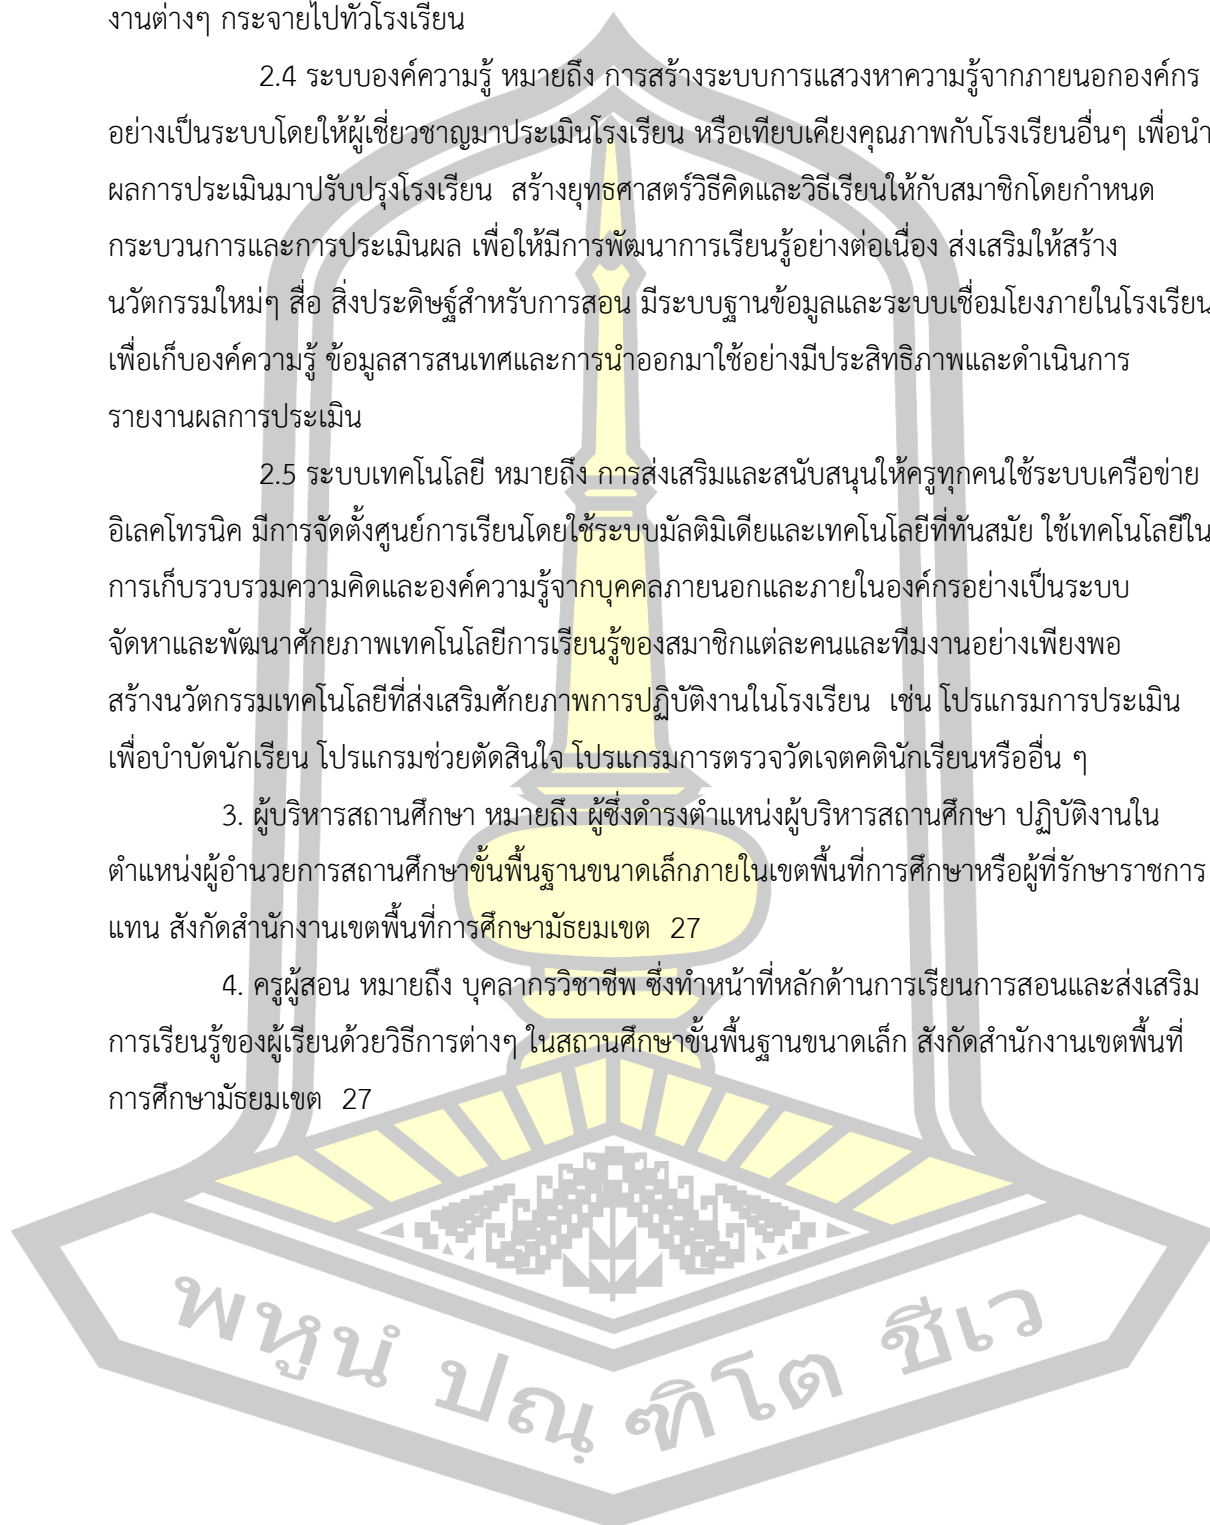 งานต่างๆ กระจายไปทั่วโรงเรียน
2.4 ระบบองค์ความรู้ หมายถึง การสร้างระบบการแสวงหาความรู้จากภายนอกองค์กร
อย่างเป็นระบบโดยให้ผู้เชี่ยวชาญมาประเมินโรงเรียน หรือเทียบเคียงคุณภาพกับโรงเรียนอื่นๆ เพื่อนำ
ผลการประเมินมาปรับปรุงโรงเรียน สร้างยุทธศาสตร์วิธีคิดและวิธีเรียนให้กับสมาชิกโดยกำหนด
กระบวนการและการประเมินผล เพื่อให้มีการพัฒนาการเรียนรู้อย่างต่อเนื่อง ส่งเสริมให้สร้าง
นวัตกรรมใหม่ๆ สื่อ สิ่งประดิษฐ์สำหรับการสอน มีระบบฐานข้อมูลและระบบเชื่อมโยงภายในโรงเรียน
เพื่อเก็บองค์ความรู้ ข้อมูลสารสนเทศและการนำออกมาใช้อย่างมีประสิทธิภาพและดำเนินการ
รายงานผลการประเมิน
2.5 ระบบเทคโนโลยี หมายถึง การส่งเสริมและสนับสนุนให้ครูทุกคนใช้ระบบเครือข่าย
อิเลคโทรนิค มีการจัดตั้งศูนย์การเรียนโดยใช้ระบบมัลติมิเดียและเทคโนโลยีที่ทันสมัย ใช้เทคโนโลยีใน
การเก็บรวบรวมความคิดและองค์ความรู้จากบุคคลภายนอกและภายในองค์กรอย่างเป็นระบบ
จัดหาและพัฒนาศักยภาพเทคโนโลยีการเรียนรู้ของสมาชิกแต่ละคนและทีมงานอย่างเพียงพอ
สร้างนวัตกรรมเทคโนโลยีที่ส่งเสริมศักยภาพการปฏิบัติงานในโรงเรียน เช่น โปรแกรมการประเมิน
เพื่อบำบัดนักเรียน โปรแกรมช่วยตัดสินใจ โปรแกรมการตรวจวัดเจตคตินักเรียนหรืออื่น ๆ
3. ผู้บริหารสถานศึกษา หมายถึง ผู้ซึ่งดำรงตำแหน่งผู้บริหารสถานศึกษา ปฏิบัติงานใน
ตำแหน่งผู้อำนวยการสถานศึกษาขั้นพื้นฐานขนาดเล็กภายในเขตพื้นที่การศึกษาหรือผู้ที่รักษาราชการ
แทน สังกัดสำนักงานเขตพื้นที่การศึกษามัธยมเขต 27
4. ครูผู้สอน หมายถึง บุคลากรวิชาชีพ ซึ่งทำหน้าที่หลักด้านการเรียนการสอนและส่งเสริม
การเรียนรู้ของผู้เรียนด้วยวิธีการต่างๆ ในสถานศึกษาขั้นพื้นฐานขนาดเล็ก สังกัดสำนักงานเขตพื้นที่
การศึกษามัธยมเขต 27
พหูนํ ปณฺฑิโต ชีเว